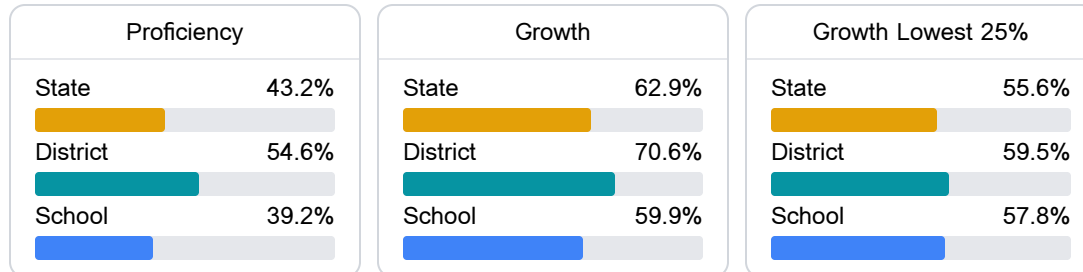 Proficiency
State 43.2%
District 54.6%
School 39.2%
Growth
State 62.9%
District 70.6%
School 59.9%
Growth Lowest 25%
State 55.6%
District 59.5%
School 57.8%